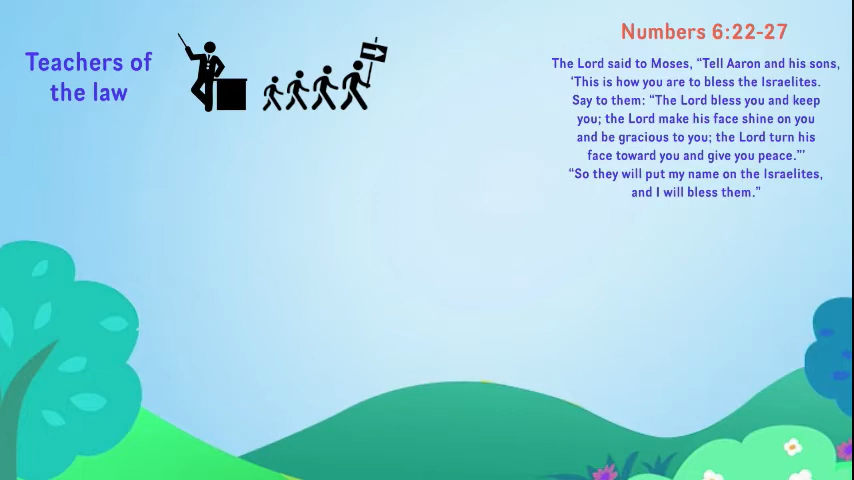 Teachers of
the law
Numbers 6:22-27
The Lord said to Moses, “Tell Aaron and his sons,
‘This is how you are to bless the Israelites.
Say to them: “The Lord bless you and keep
you; the Lord make his face shine on you
and be gracious to you; the Lord turn his
face toward you and give you peace.”’
“So they will put my name on the Israelites,
and I will bless them.”